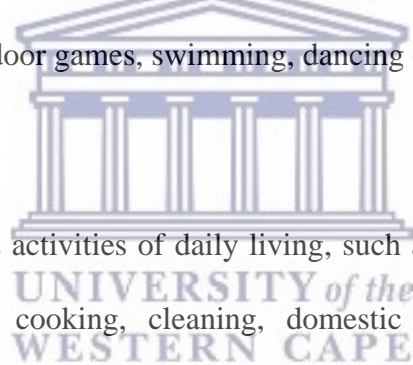 door games, swimming, dancing
activities of daily living, such
UNIVERSITY of the
cooking, cleaning, domestic
WESTERN CAPE